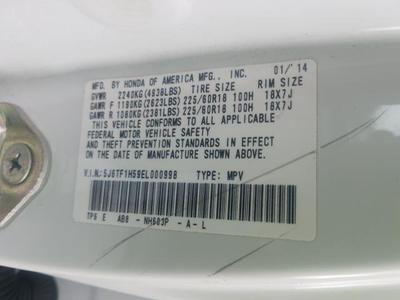 MFD. BY HONDA OF AMERICA MFG., INC. 01/'14
GVWR 2240KG(4938LBS) TIRE SIZE RIM SIZE
GAWR F 1190KG(2623LBS) 225/60R18 100H 18X7J
GAWR R 1080KG(2381LBS) 225/60R18 100H 18X7J
THIS VEHICLE CONFORMS TO ALL APPLICABLE
FEDERAL MOTOR VEHICLE SAFETY
AND THEFT PREVENTION STANDARDS IN
EFFECT ON THE DATE OF
MANUFACTURE SHOWN ABOVE.
V.I.N:5J6TF1H59EL000998 TYPE: MPV
TP6 E AB8 - NH603P - A - L